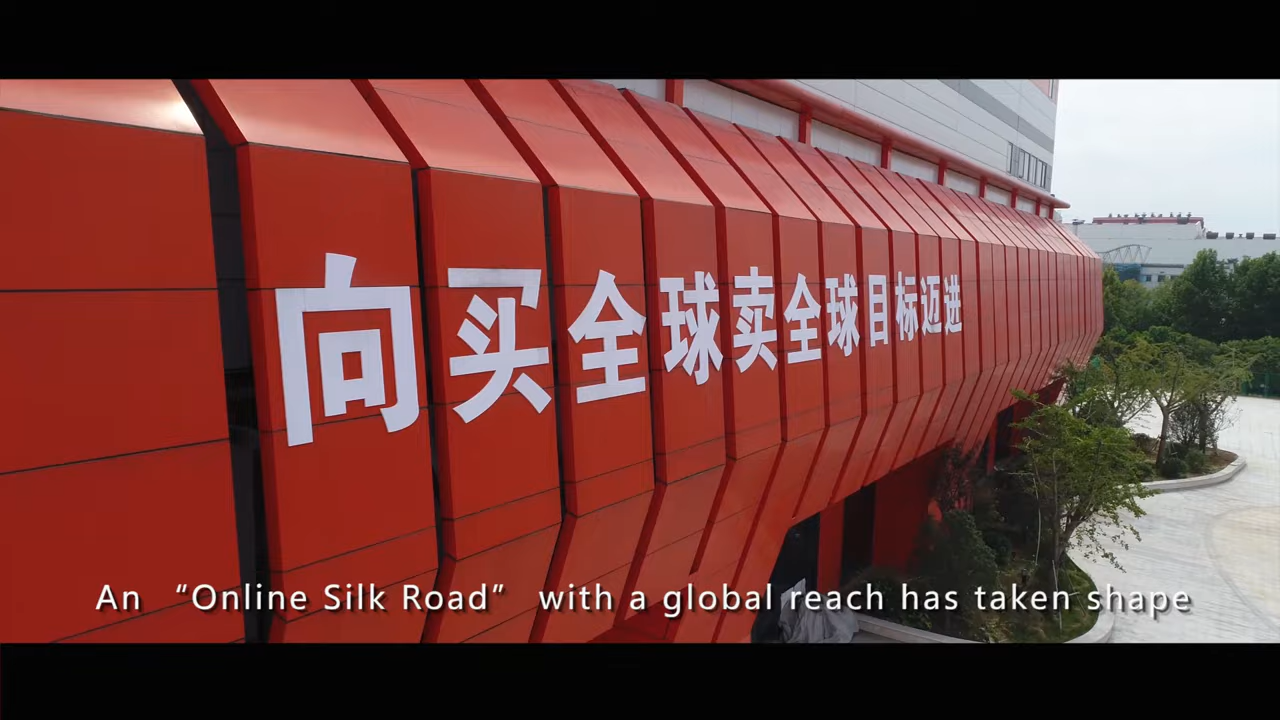 向买全球卖全球目标迈进
An “Online Silk Road” with a global reach has taken shape